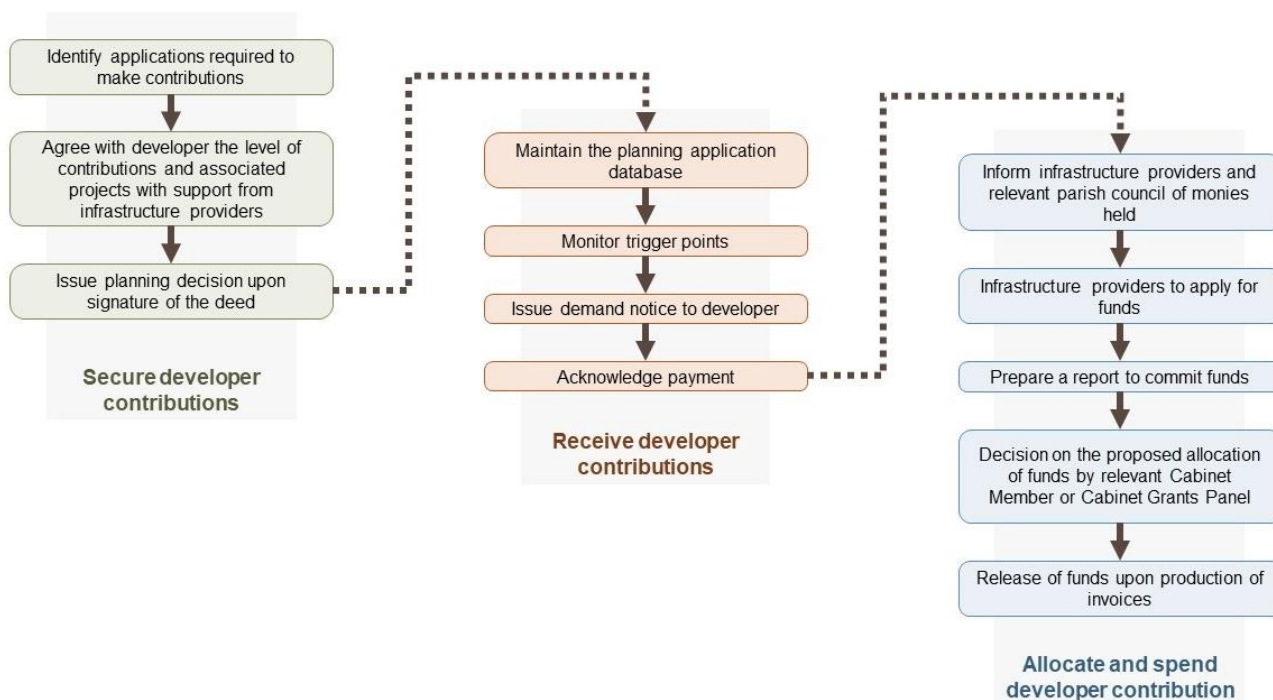 Identify applications required to
make contributions
Agree with developer the level of
contributions and associated
projects with support from
infrastructure providers
Issue planning decision upon
signature of the deed
Secure developer
contributions
Maintain the planning application
database
Monitor trigger points
Issue demand notice to developer
Acknowledge payment
Receive developer
contributions
Inform infrastructure providers and
relevant parish council of monies
held
Infrastructure providers to apply for
funds
Prepare a report to commit funds
Decision on the proposed allocation
of funds by relevant Cabinet
Member or Cabinet Grants Panel
Release of funds upon production of
invoices
Allocate and spend
developer contribution